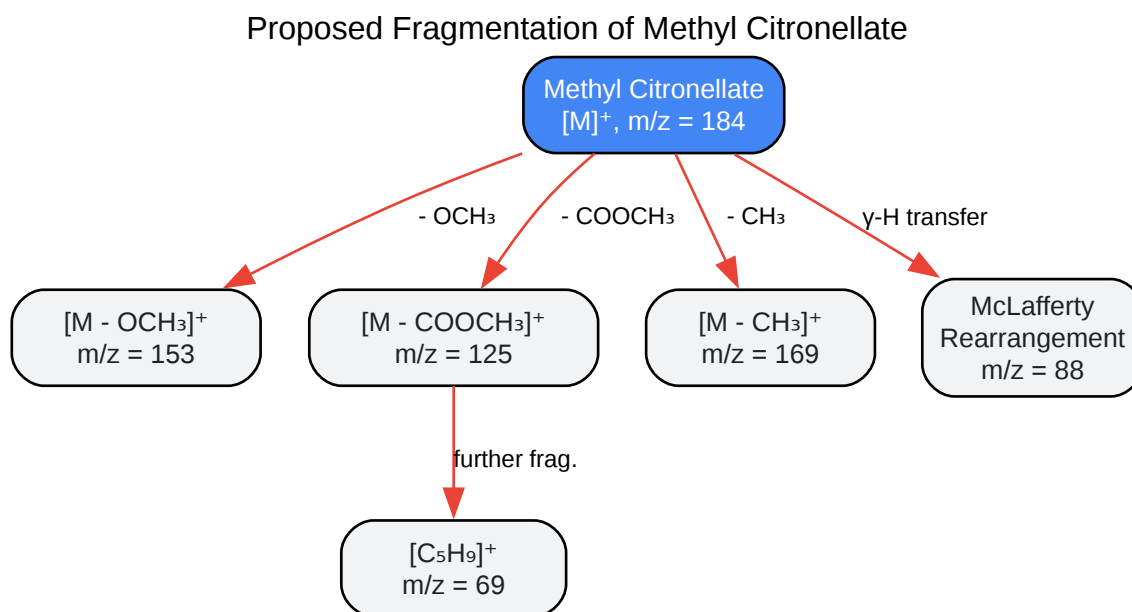 Proposed Fragmentation of Methyl Citronellate
Methyl Citronellate
[M]⁺, m/z = 184
- OCH₃
- COOCH₃
- CH₃
γ-H transfer
[M - OCH₃]⁺
m/z = 153
[M - COOCH₃]⁺
m/z = 125
[M - CH₃]⁺
m/z = 169
McLafferty
Rearrangement
m/z = 88
further frag.
[C₅H₉]⁺
m/z = 69